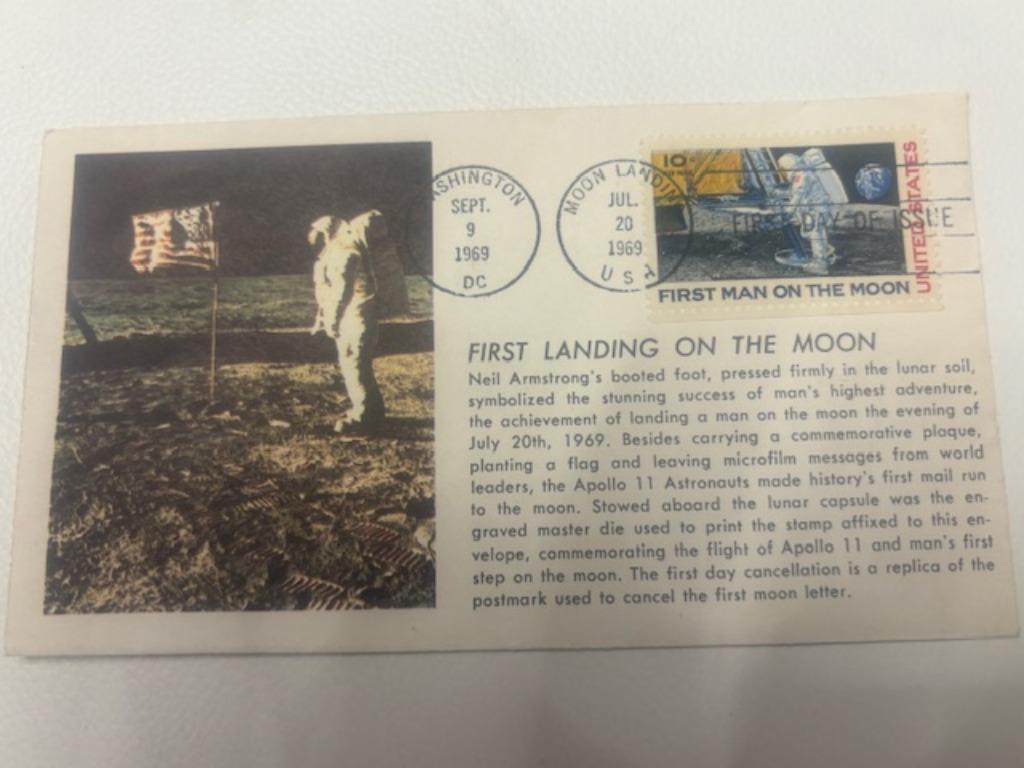 WASHINGTON
SEPT.
9
1969
DC
MOON LANDING
JUL.
20
1969
USA
10¢
FIRST DAY OF ISSUE
UNITED STATES
FIRST MAN ON THE MOON
FIRST LANDING ON THE MOON
Neil Armstrong's booted foot, pressed firmly in the lunar soil,
symbolized the stunning success of man's highest adventure,
the achievement of landing a man on the moon the evening of
July 20th, 1969. Besides carrying a commemorative plaque,
planting a flag and leaving microfilm messages from world
leaders, the Apollo 11 Astronauts made history's first mail run
to the moon. Stowed aboard the lunar capsule was the en-
graved master die used to print the stamp affixed to this en-
velope, commemorating the flight of Apollo 11 and man's first
step on the moon. The first day cancellation is a replica of the
postmark used to cancel the first moon letter.